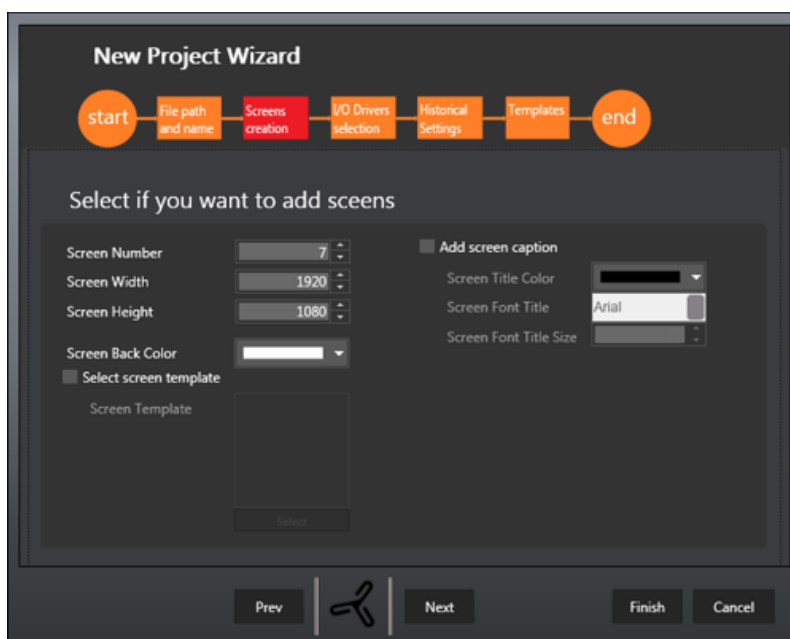 New Project Wizard
start
File path
and name
Screens
creation
I/O Drivers
selection
Historical
Settings
Templates
end
Select if you want to add sceens
Screen Number 7
Screen Width 1920
Screen Height 1080
Screen Back Color
Select screen template
Screen Template
Select
Add screen caption
Screen Title Color
Screen Font Title Arial
Screen Font Title Size
Prev
Next
Finish
Cancel